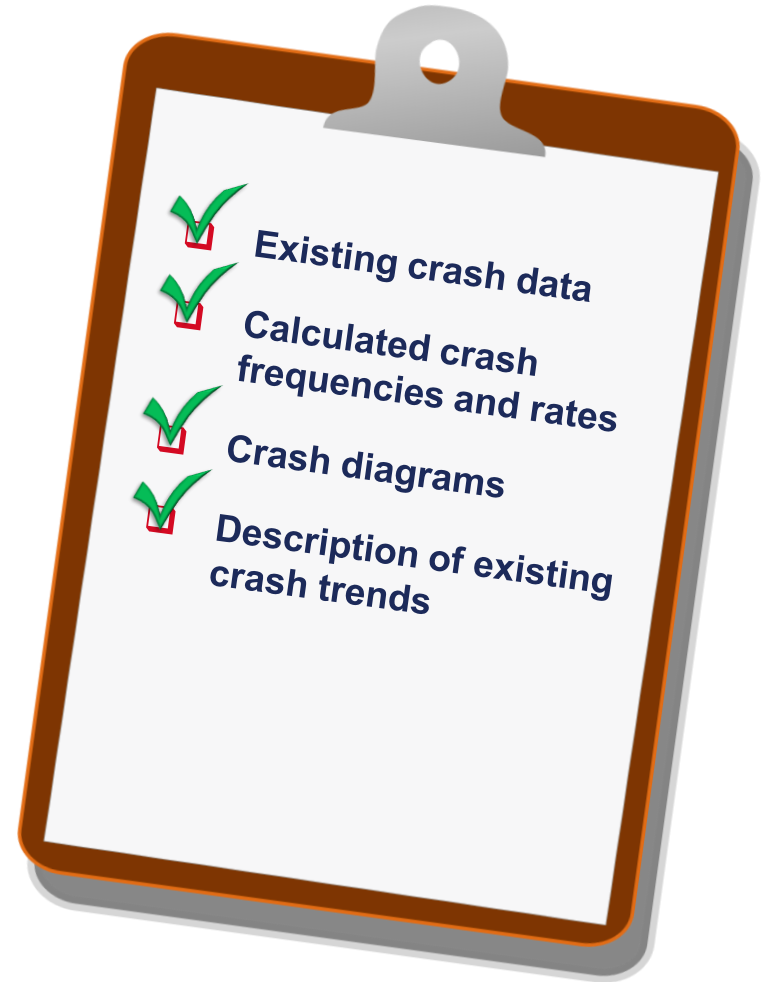 Existing crash data
Calculated crash
frequencies and rates
Crash diagrams
Description of existing
crash trends